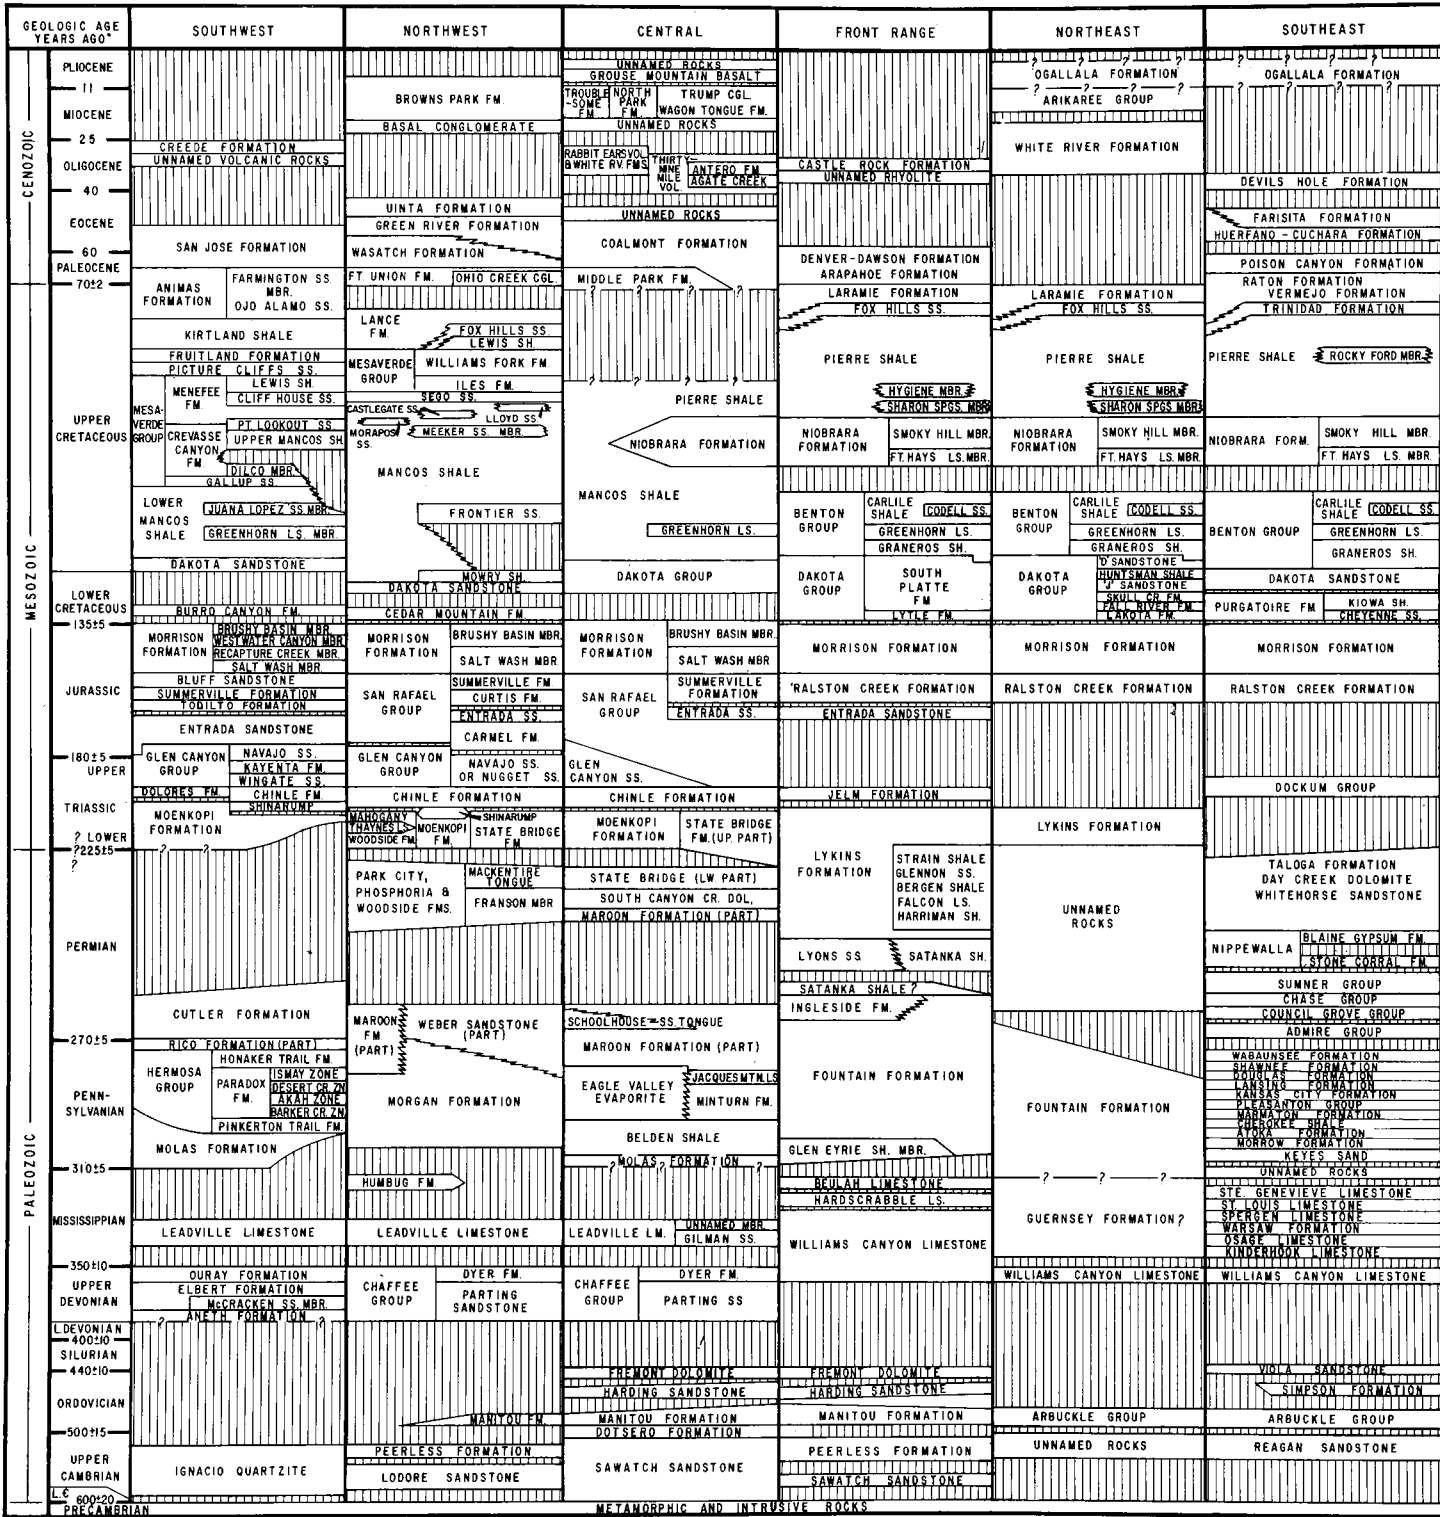 GEOLOGIC AGE
YEARS AGO*
SOUTHWEST
NORTHWEST
CENTRAL
FRONT RANGE
NORTHEAST
SOUTHEAST
CENOZOIC
MESOZOIC
PALEOZOIC
PLIOCENE
11
MIOCENE
25
OLIGOCENE
40
EOCENE
60
PALEOCENE
70±2
UPPER
CRETACEOUS
LOWER
CRETACEOUS
135±5
JURASSIC
180±5
UPPER
TRIASSIC
? LOWER
?225±5
?
PERMIAN
270±5
PENN-
SYLVANIAN
310±5
MISSISSIPPIAN
350±10
UPPER
DEVONIAN
L.DEVONIAN
400±10
SILURIAN
440±10
ORDOVICIAN
500±15
UPPER
CAMBRIAN
L.C
600±20
PRECAMBRIAN
METAMORPHIC AND INTRUSIVE ROCKS
CREEDE FORMATION
UNNAMED VOLCANIC ROCKS
SAN JOSE FORMATION
ANIMAS
FORMATION
FARMINGTON SS.
MBR.
OJO ALAMO SS.
KIRTLAND SHALE
FRUITLAND FORMATION
PICTURE CLIFFS SS.
MESA-
VERDE
GROUP
MENEFEE
FM.
LEWIS SH.
CLIFF HOUSE SS.
PT. LOOKOUT SS.
CREVASSE
CANYON
FM.
UPPER MANCOS SH.
DILCO MBR.
GALLUP SS.
LOWER
MANCOS
SHALE
JUANA LOPEZ SS. MBR.
GREENHORN LS. MBR.
DAKOTA SANDSTONE
BURRO CANYON FM.
MORRISON
FORMATION
BRUSHY BASIN MBR.
WESTWATER CANYON MBR.
RECAPTURE CREEK MBR.
SALT WASH MBR.
BLUFF SANDSTONE
SUMMERVILLE FORMATION
TODILTO FORMATION
ENTRADA SANDSTONE
GLEN CANYON
GROUP
NAVAJO SS.
KAYENTA FM.
WINGATE SS.
DOLORES FM.
CHINLE FM.
SHINARUMP
MOENKOPI
FORMATION
? ?
CUTLER FORMATION
RICO FORMATION (PART)
HERMOSA
GROUP
HONAKER TRAIL FM.
PARADOX
FM.
ISMAY ZONE
DESERT CR. ZN.
AKAH ZONE
BARKER CR. ZN.
PINKERTON TRAIL FM.
MOLAS FORMATION
LEADVILLE LIMESTONE
OURAY FORMATION
ELBERT FORMATION
McCRACKEN SS. MBR.
ANETH FORMATION
? ?
IGNACIO QUARTZITE
BROWNS PARK FM.
BASAL CONGLOMERATE
UINTA FORMATION
GREEN RIVER FORMATION
WASATCH FORMATION
FT UNION FM.
OHIO CREEK CGL.
LANCE
FM.
FOX HILLS SS.
LEWIS SH.
MESAVERDE
GROUP
WILLIAMS FORK FM.
ILES FM.
SEGO SS.
CASTLEGATE SS.
LLOYD SS
MORAPOS
SS.
MEEKER SS. MBR.
MANCOS SHALE
FRONTIER SS.
MOWRY SH.
DAKOTA SANDSTONE
CEDAR MOUNTAIN FM.
MORRISON
FORMATION
BRUSHY BASIN MBR.
SALT WASH MBR.
SAN RAFAEL
GROUP
SUMMERVILLE FM.
CURTIS FM.
ENTRADA SS.
CARMEL FM.
GLEN CANYON
GROUP
NAVAJO SS.
OR NUGGET SS.
CHINLE FORMATION
MAHOGANY
THAYNES LS
WOODSIDE FM.
SHINARUMP
MOENKOPI
FM.
STATE BRIDGE
FM
PARK CITY,
PHOSPHORIA &
WOODSIDE FMS.
MACKENTIRE
TONGUE
FRANSON MBR
MAROON
FM.
(PART)
WEBER SANDSTONE
(PART)
MORGAN FORMATION
HUMBUG FM.
LEADVILLE LIMESTONE
CHAFFEE
GROUP
DYER FM.
PARTING
SANDSTONE
MANITOU FM.
PEERLESS FORMATION
LODORE SANDSTONE
UNNAMED ROCKS
GROUSE MOUNTAIN BASALT
TROUBLE
-SOME
FM
NORTH
PARK
FM.
TRUMP CGL.
WAGON TONGUE FM.
UNNAMED ROCKS
RABBIT EARS VOL.
& WHITE RV. FMS.
THIRTY-
NINE
MILE
VOL.
ANTERO FM
AGATE CREEK
UNNAMED ROCKS
COALMONT FORMATION
MIDDLE PARK FM.
? ? ? ? ?
? ? ? ?
PIERRE SHALE
NIOBRARA FORMATION
MANCOS SHALE
GREENHORN LS.
DAKOTA GROUP
MORRISON
FORMATION
BRUSHY BASIN MBR.
SALT WASH MBR.
SAN RAFAEL
GROUP
SUMMERVILLE
FORMATION
ENTRADA SS.
GLEN
CANYON SS.
CHINLE FORMATION
MOENKOPI
FORMATION
STATE BRIDGE
FM.(UP. PART)
STATE BRIDGE (LW. PART)
SOUTH CANYON CR. DOL,
MAROON FORMATION (PART)
SCHOOLHOUSE SS. TONGUE
MAROON FORMATION (PART)
EAGLE VALLEY
EVAPORITE
JACQUES MTN. LS
MINTURN FM.
BELDEN SHALE
MOLAS FORMATION
LEADVILLE LM.
UNNAMED MBR.
GILMAN SS.
CHAFFEE
GROUP
DYER FM.
PARTING SS
FREMONT DOLOMITE
HARDING SANDSTONE
MANITOU FORMATION
DOTSERO FORMATION
SAWATCH SANDSTONE
CASTLE ROCK FORMATION
UNNAMED RHYOLITE
DENVER-DAWSON FORMATION
ARAPAHOE FORMATION
LARAMIE FORMATION
FOX HILLS SS.
PIERRE SHALE
HYGIENE MBR.
SHARON SPGS. MBR
NIOBRARA
FORMATION
SMOKY HILL MBR.
FT. HAYS LS. MBR.
BENTON
GROUP
CARLILE
SHALE
CODELL SS.
GREENHORN LS.
GRANEROS SH.
DAKOTA
GROUP
SOUTH
PLATTE
FM
LYTLE FM.
MORRISON FORMATION
RALSTON CREEK FORMATION
ENTRADA SANDSTONE
JELM FORMATION
LYKINS
FORMATION
STRAIN SHALE
GLENNON SS.
BERGEN SHALE
FALCON LS.
HARRIMAN SH.
LYONS SS
SATANKA SH.
SATANKA SHALE ?
INGLESIDE FM.
FOUNTAIN FORMATION
GLEN EYRIE SH. MBR.
BEULAH LIMESTONE
HARDSCRABBLE LS.
WILLIAMS CANYON LIMESTONE
FREMONT DOLOMITE
HARDING SANDSTONE
MANITOU FORMATION
PEERLESS FORMATION
SAWATCH SANDSTONE
? ? ? ?
OGALLALA FORMATION
? ? ? ?
ARIKAREE GROUP
WHITE RIVER FORMATION
LARAMIE FORMATION
FOX HILLS SS.
PIERRE SHALE
HYGIENE MBR.
SHARON SPGS MBR
NIOBRARA
FORMATION
SMOKY HILL MBR.
FT. HAYS LS. MBR.
BENTON
GROUP
CARLILE
SHALE
CODELL SS.
GREENHORN LS.
GRANEROS SH.
DAKOTA
GROUP
'D' SANDSTONE
HUNTSMAN SHALE
'J' SANDSTONE
SKULL CR. FM.
FALL RIVER FM.
LAKOTA FM.
MORRISON FORMATION
RALSTON CREEK FORMATION
LYKINS FORMATION
UNNAMED
ROCKS
FOUNTAIN FORMATION
? ? ?
GUERNSEY FORMATION?
WILLIAMS CANYON LIMESTONE
ARBUCKLE GROUP
UNNAMED ROCKS
? ? ? ?
OGALLALA FORMATION
? ? ? ?
DEVILS HOLE FORMATION
FARISITA FORMATION
HUERFANO - CUCHARA FORMATION
POISON CANYON FORMATION
RATON FORMATION
VERMEJO FORMATION
TRINIDAD FORMATION
PIERRE SHALE
ROCKY FORD MBR.
NIOBRARA FORM.
SMOKY HILL MBR.
FT. HAYS LS. MBR.
BENTON GROUP
CARLILE
SHALE
CODELL SS.
GREENHORN LS.
GRANEROS SH.
DAKOTA SANDSTONE
PURGATOIRE FM.
KIOWA SH.
CHEYENNE SS.
MORRISON FORMATION
RALSTON CREEK FORMATION
DOCKUM GROUP
TALOGA FORMATION
DAY CREEK DOLOMITE
WHITEHORSE SANDSTONE
NIPPEWALLA
BLAINE GYPSUM FM.
STONE CORRAL FM.
SUMNER GROUP
CHASE GROUP
COUNCIL GROVE GROUP
ADMIRE GROUP
WABAUNSEE FORMATION
SHAWNEE FORMATION
DOUGLAS FORMATION
LANSING FORMATION
KANSAS CITY FORMATION
PLEASANTON GROUP
MARMATON FORMATION
CHEROKEE SHALE
ATOKA FORMATION
MORROW FORMATION
KEYES SAND
UNNAMED ROCKS
STE. GENEVIEVE LIMESTONE
ST. LOUIS LIMESTONE
SPERGEN LIMESTONE
WARSAW FORMATION
OSAGE LIMESTONE
KINDERHOOK LIMESTONE
WILLIAMS CANYON LIMESTONE
VIOLA SANDSTONE
SIMPSON FORMATION
ARBUCKLE GROUP
REAGAN SANDSTONE